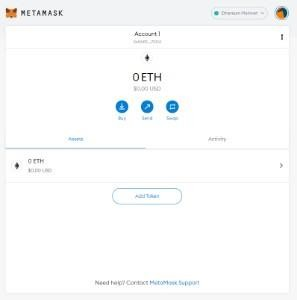 METAMASK
Ethereum Mainnet
Account 1
0 ETH
$0.00 USD
Buy
Send
Swap
Assets
Activity
0 ETH
$0.00 USD
Add Token
Need help? Contact MetaMask Support